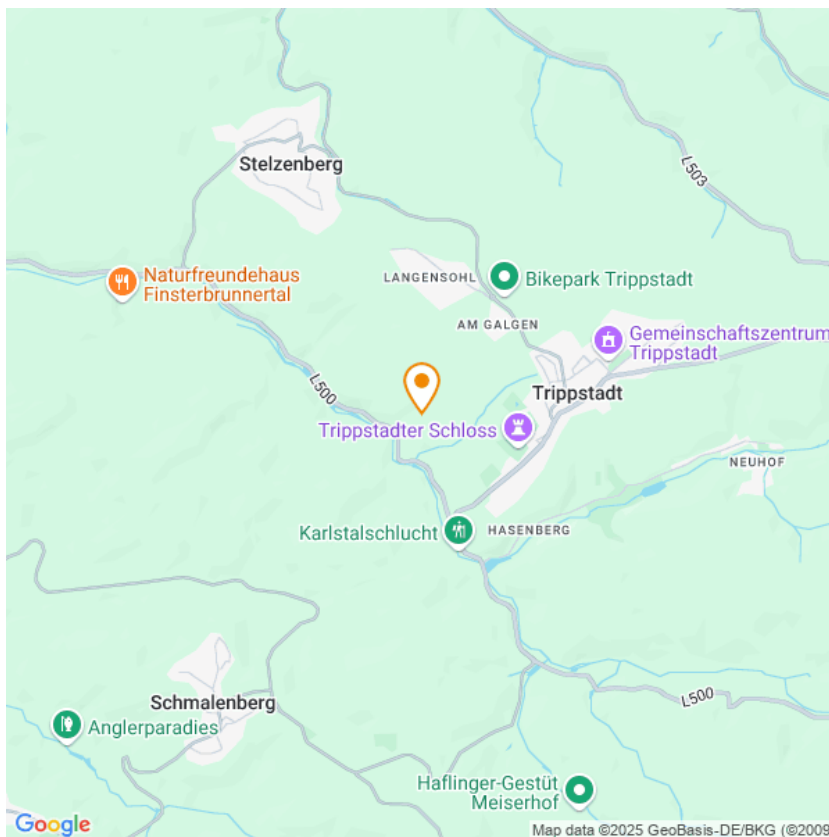 L503
Stelzenberg
Naturfreundehaus
Finsterbrunnertal
LANGENSOHL
Bikepark Trippstadt
AM GALGEN
Gemeinschaftszentrum
Trippstadt
L500
Trippstadt
Trippstadter Schloss
NEUHOF
Karlstalschlucht
HASENBERG
Schmalenberg
L500
Anglerparadies
Haflinger-Gestüt
Meiserhof
Google
Map data ©2025 GeoBasis-DE/BKG (©2009